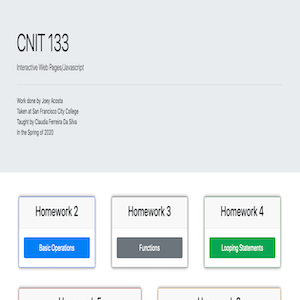 CNIT 133
Interactive Web Pages/Javascript
Work done by Joey Acosta
Taken at San Francisco City College
Taught by Claudia Ferreira Da Silva
In the Spring of 2020
Homework 2
Homework 3
Homework 4
Basic Operations
Functions
Looping Statements